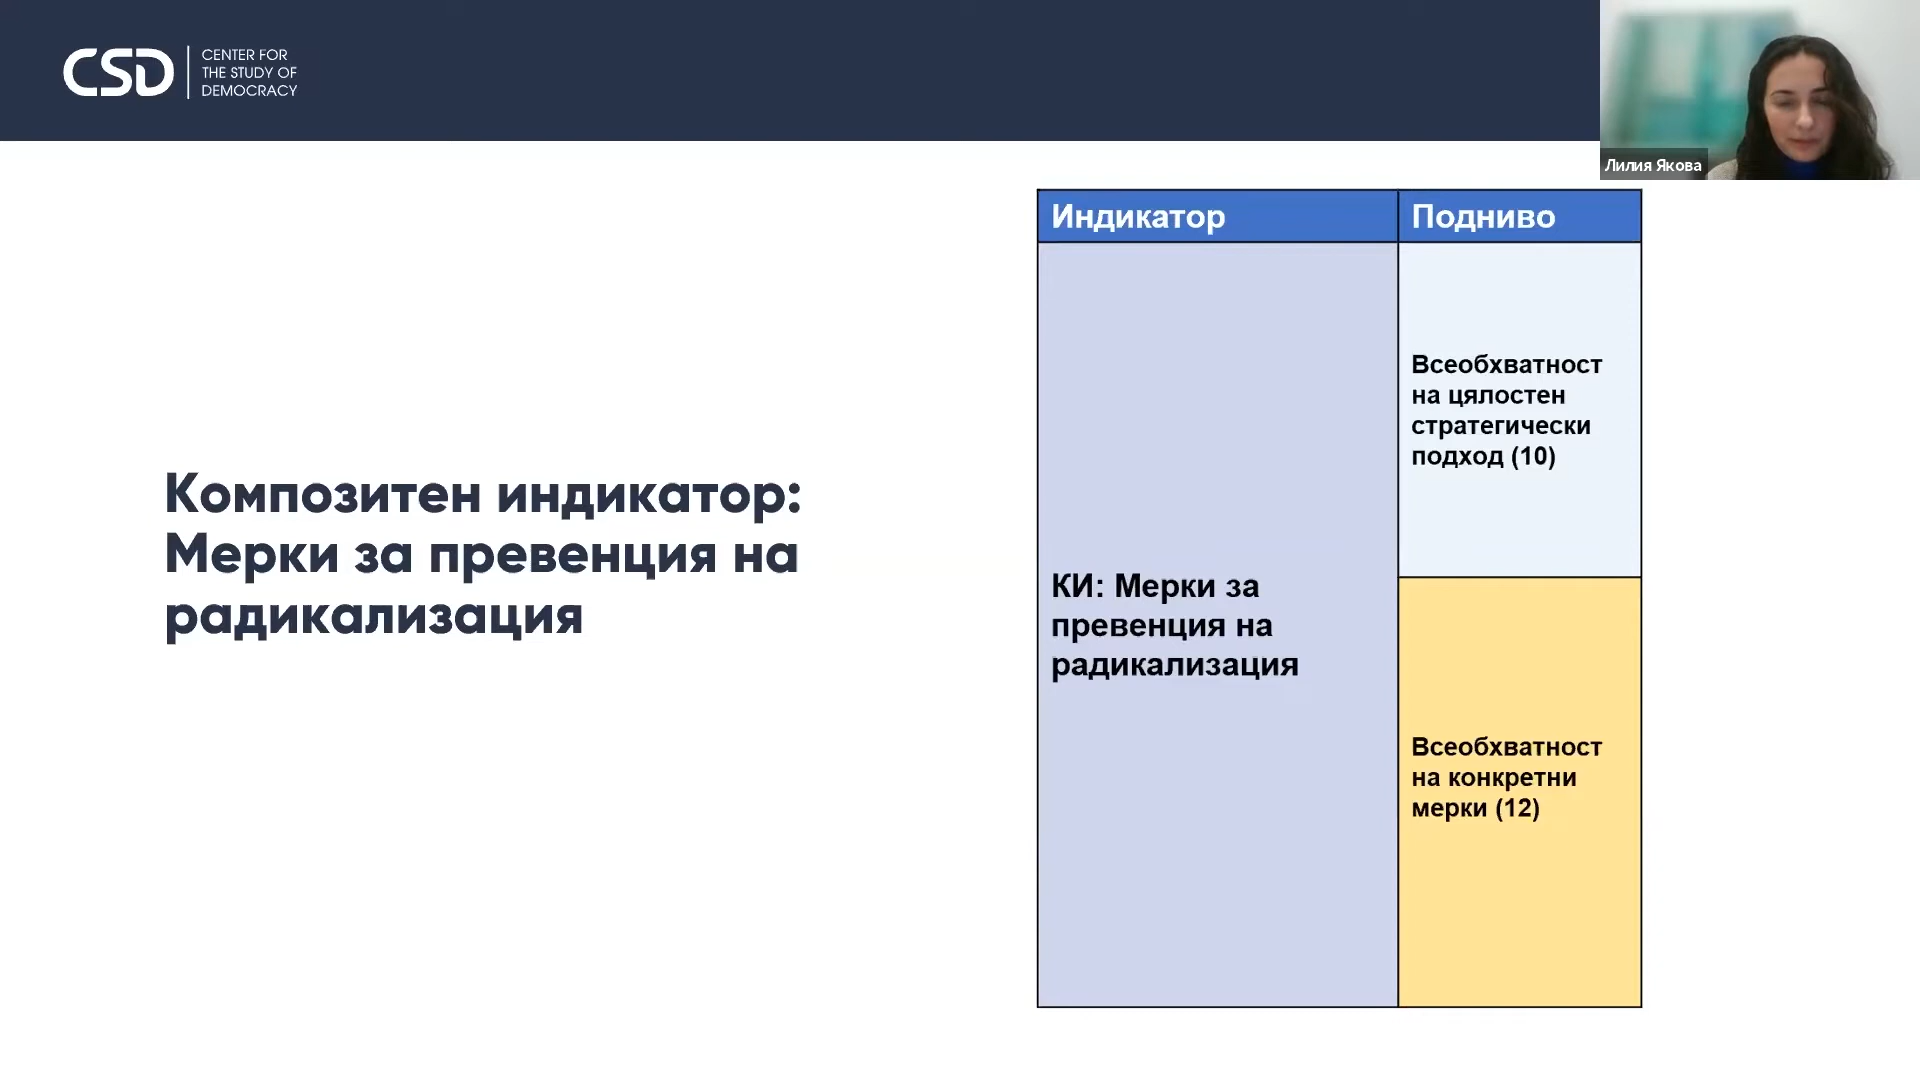 CSD
CENTER FOR
THE STUDY OF
DEMOCRACY
Лилия Якова
Композитен индикатор:
Мерки за превенция на
радикализация
Индикатор
Подниво
КИ: Мерки за
превенция на
радикализация
Всеобхватност
на цялостен
стратегически
подход (10)
Всеобхватност
на конкретни
мерки (12)